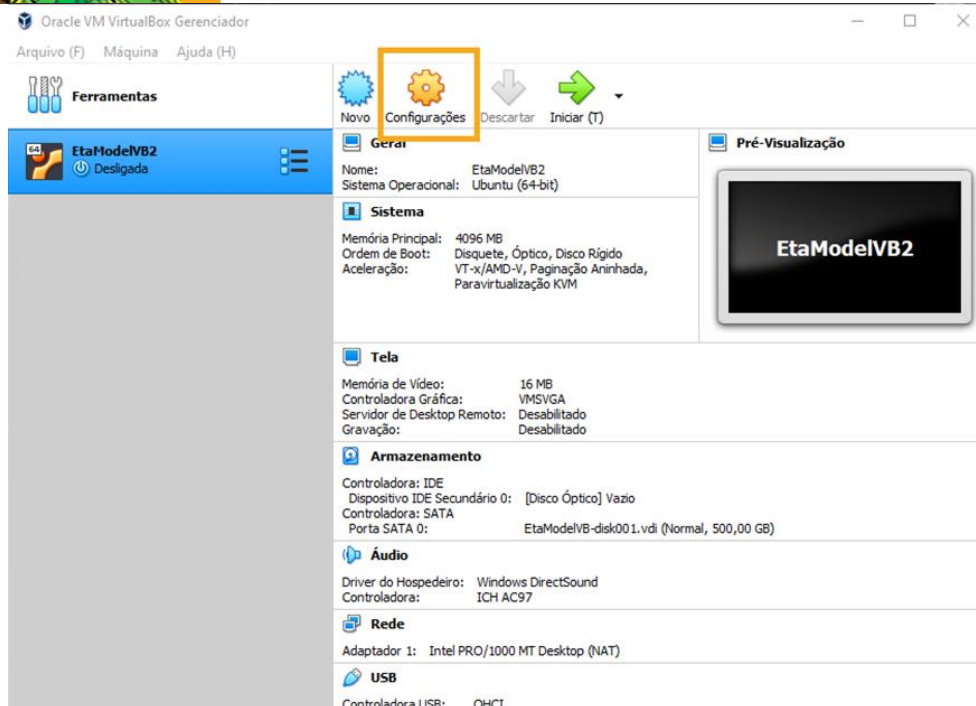 Oracle VM VirtualBox Gerenciador
Arquivo (F) Máquina Ajuda (H)
Ferramentas
Novo Configurações Descartar Iniciar (T)
64
EtaModelVB2
Desligada
Geral
Nome: EtaModelVB2
Sistema Operacional: Ubuntu (64-bit)
Pré-Visualização
EtaModelVB2
Sistema
Memória Principal: 4096 MB
Ordem de Boot: Disquete, Óptico, Disco Rígido
Aceleração: VT-x/AMD-V, Paginação Aninhada,
Paravirtualização KVM
Tela
Memória de Vídeo: 16 MB
Controladora Gráfica: VMSVGA
Servidor de Desktop Remoto: Desabilitado
Gravação: Desabilitado
Armazenamento
Controladora: IDE
Dispositivo IDE Secundário 0: [Disco Óptico] Vazio
Controladora: SATA
Porta SATA 0: EtaModelVB-disk001.vdi (Normal, 500,00 GB)
Áudio
Driver do Hospedeiro: Windows DirectSound
Controladora: ICH AC97
Rede
Adaptador 1: Intel PRO/1000 MT Desktop (NAT)
USB
Controladora USB: OHCI